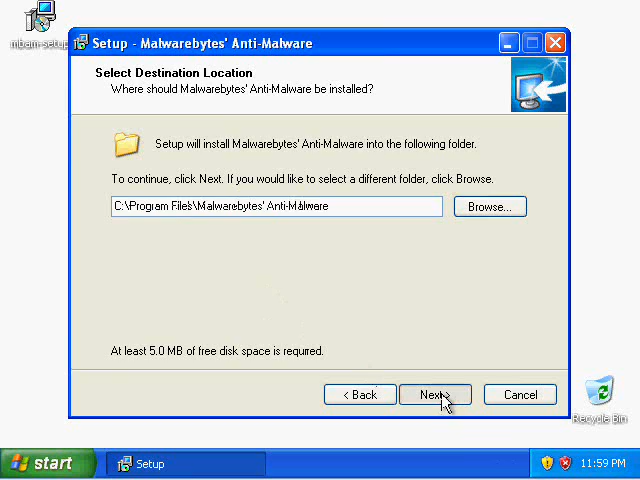 mbam-setup
Setup - Malwarebytes' Anti-Malware
Select Destination Location
Where should Malwarebytes' Anti-Malware be installed?
Setup will install Malwarebytes' Anti-Malware into the following folder.
To continue, click Next. If you would like to select a different folder, click Browse.
C:\Program Files\Malwarebytes' Anti-Malware
Browse...
At least 5.0 MB of free disk space is required.
< Back
Next >
Cancel
Recycle Bin
start
Setup
11:59 PM